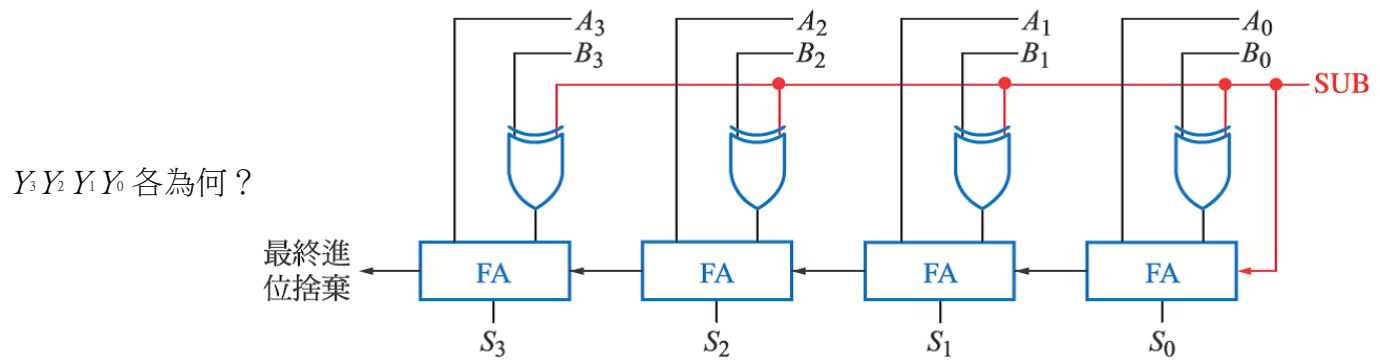 A₃ A₂ A₁ A₀
B₃ B₂ B₁ B₀
SUB
Y₃ Y₂ Y₁ Y₀ 各為何？
最終進
位捨棄
FA FA FA FA
S₃ S₂ S₁ S₀